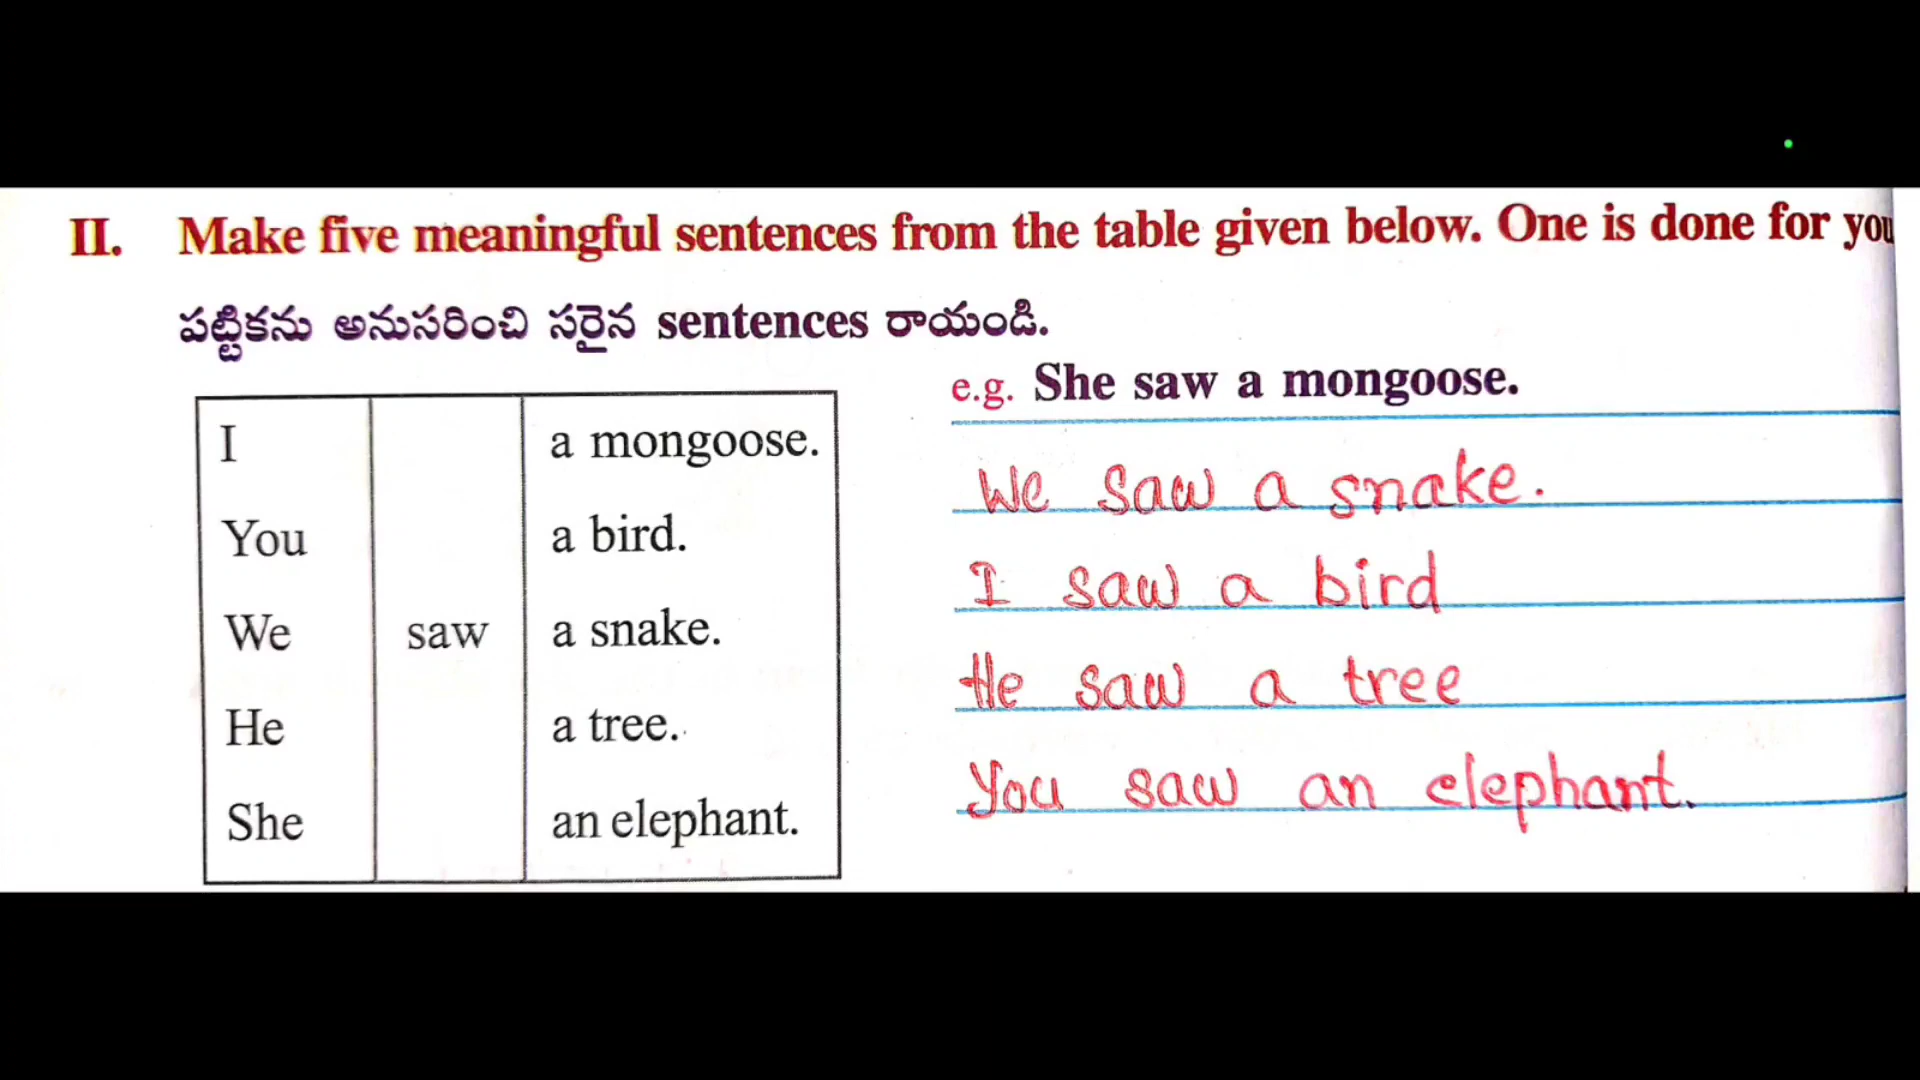 II. Make five meaningful sentences from the table given below. One is done for you
పట్టికను అనుసరించి సరైన sentences రాయండి.
e.g. She saw a mongoose.
I a mongoose.
You a bird.
We saw a snake.
He a tree.
She an elephant.
We saw a snake.
I saw a bird
He saw a tree
You saw an elephant.